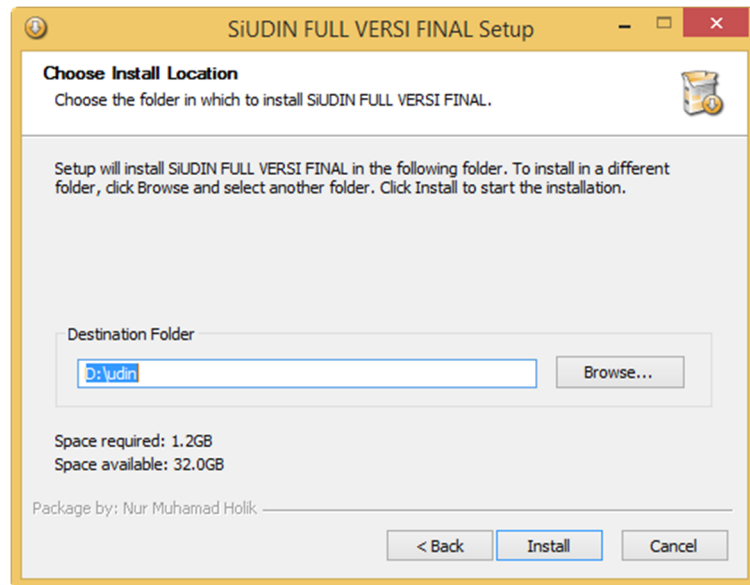 SiUDIN FULL VERSI FINAL Setup
Choose Install Location
Choose the folder in which to install SiUDIN FULL VERSI FINAL.
Setup will install SiUDIN FULL VERSI FINAL in the following folder. To install in a different
folder, click Browse and select another folder. Click Install to start the installation.
Destination Folder
D:\udin
Browse...
Space required: 1.2GB
Space available: 32.0GB
Package by: Nur Muhamad Holik
< Back
Install
Cancel